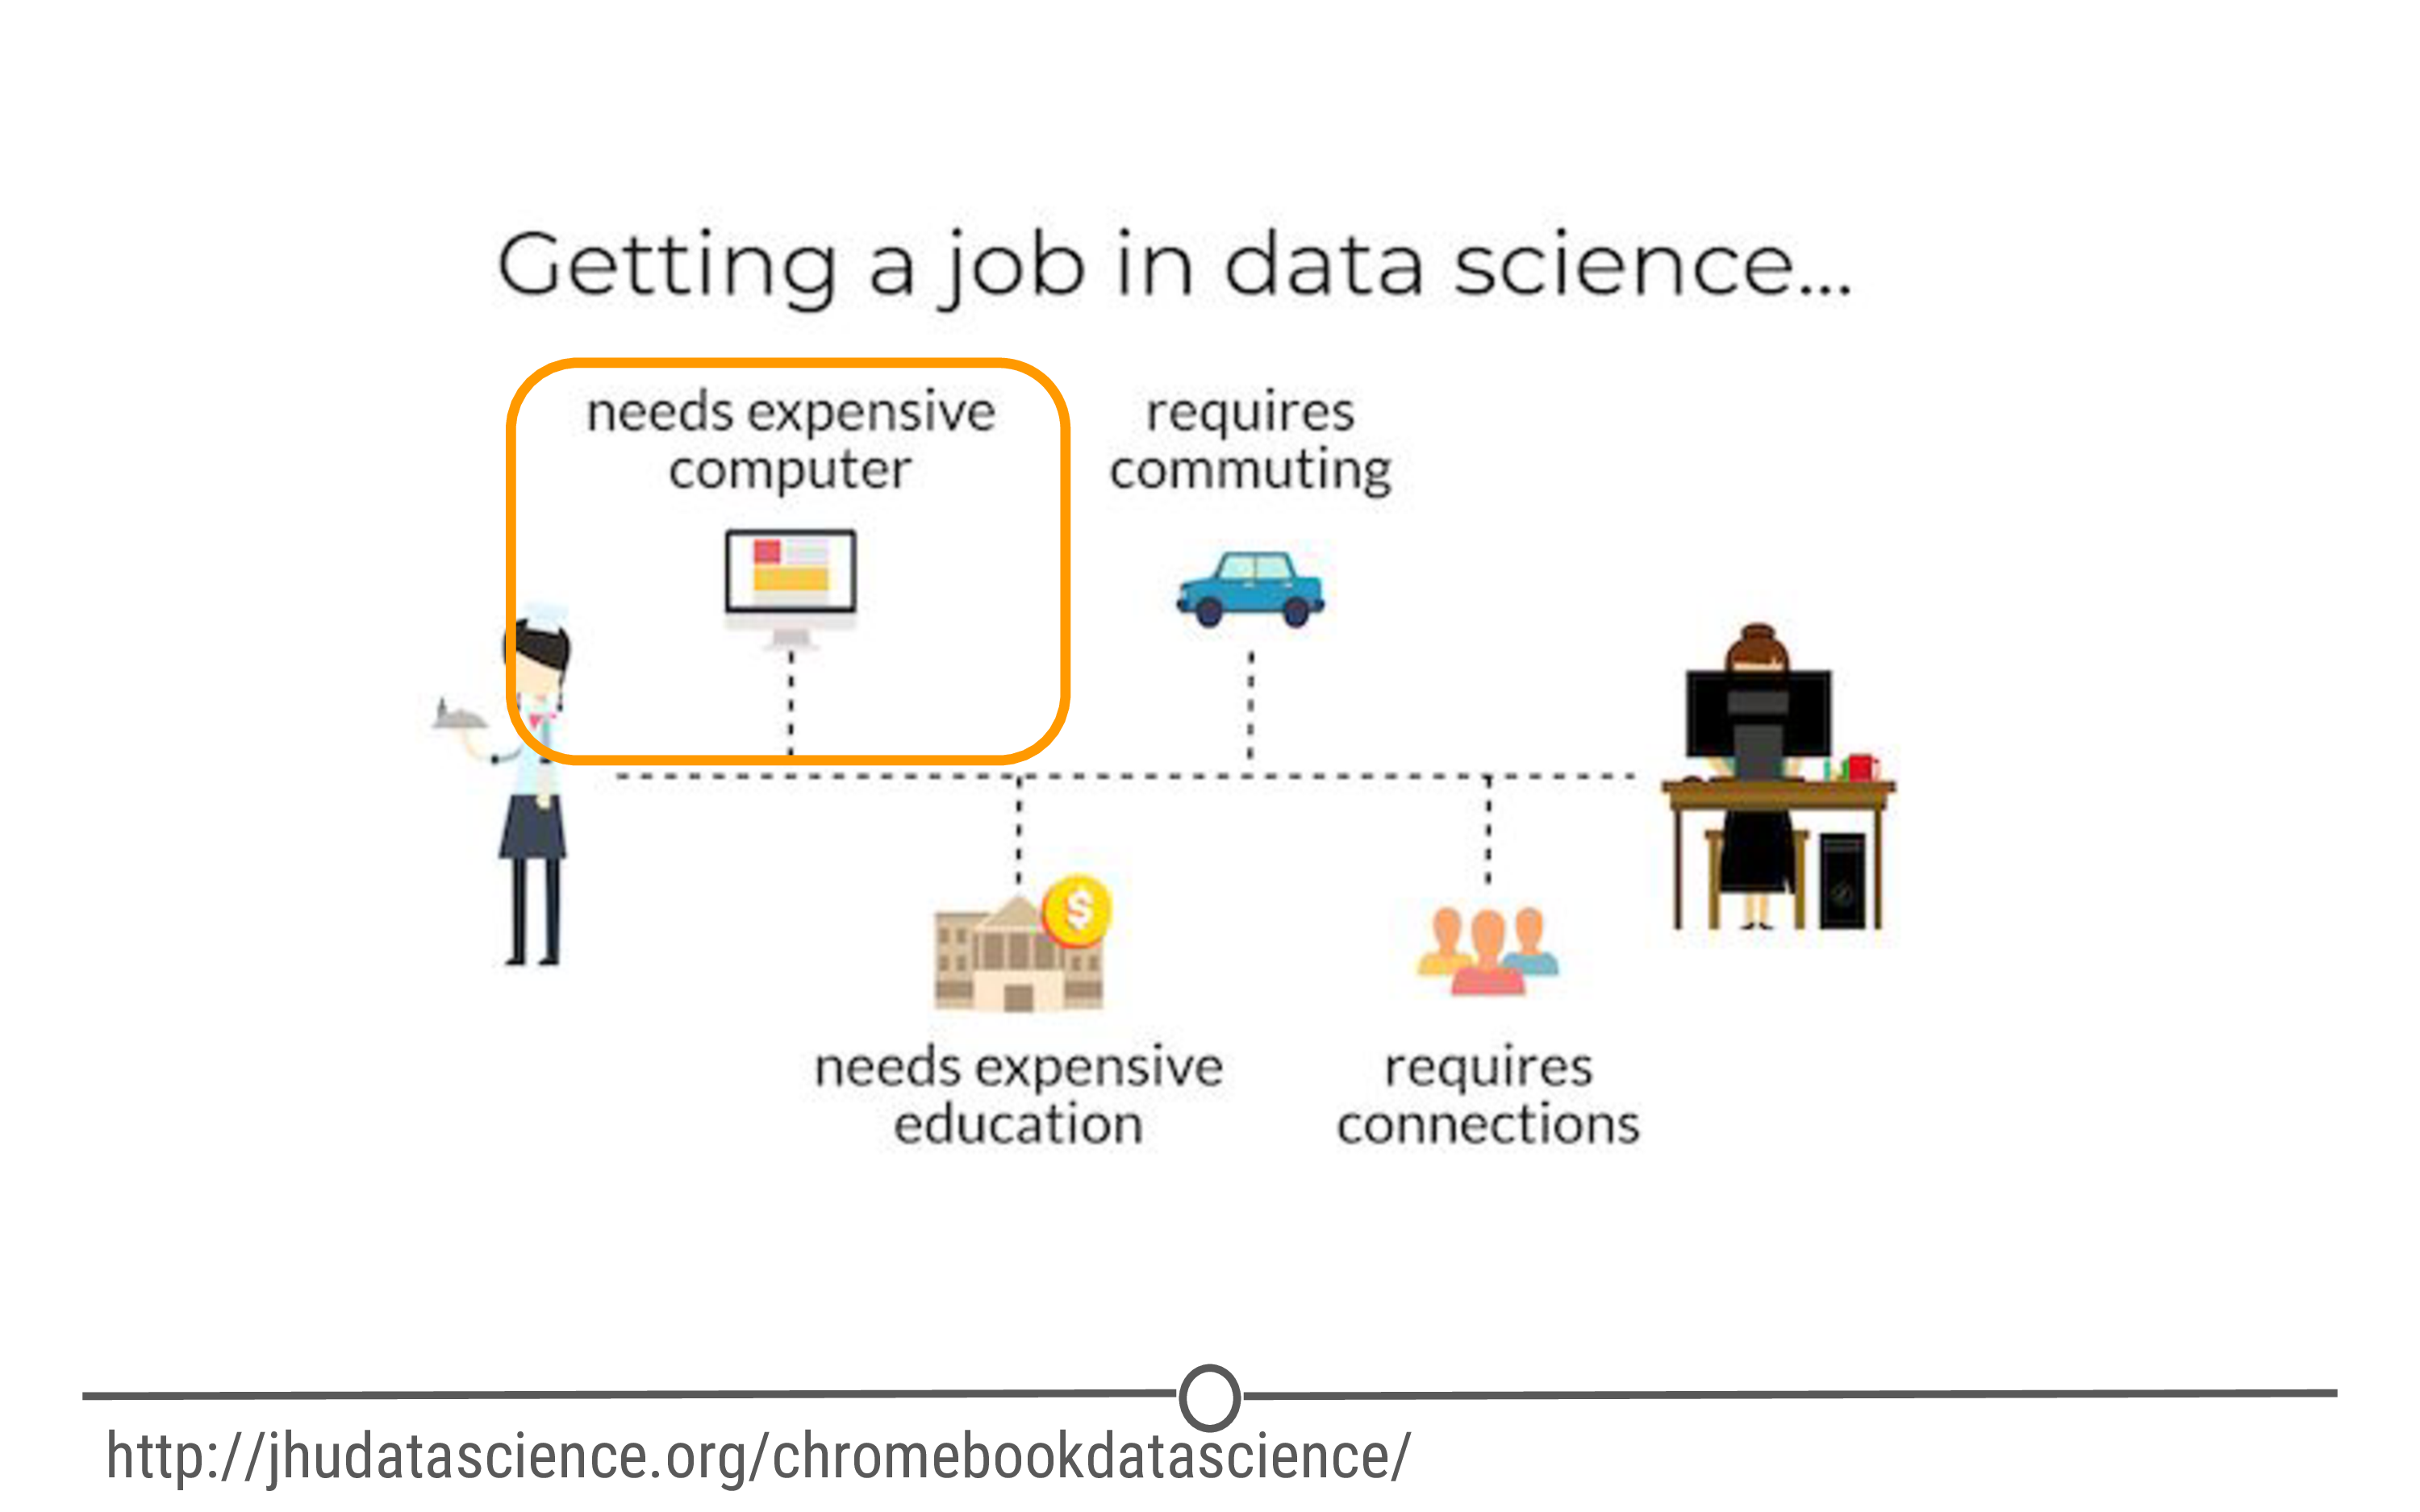 Getting a job in data science...
needs expensive
computer
requires
commuting
$
needs expensive
education
requires
connections
http://jhudatascience.org/chromebookdatascience/